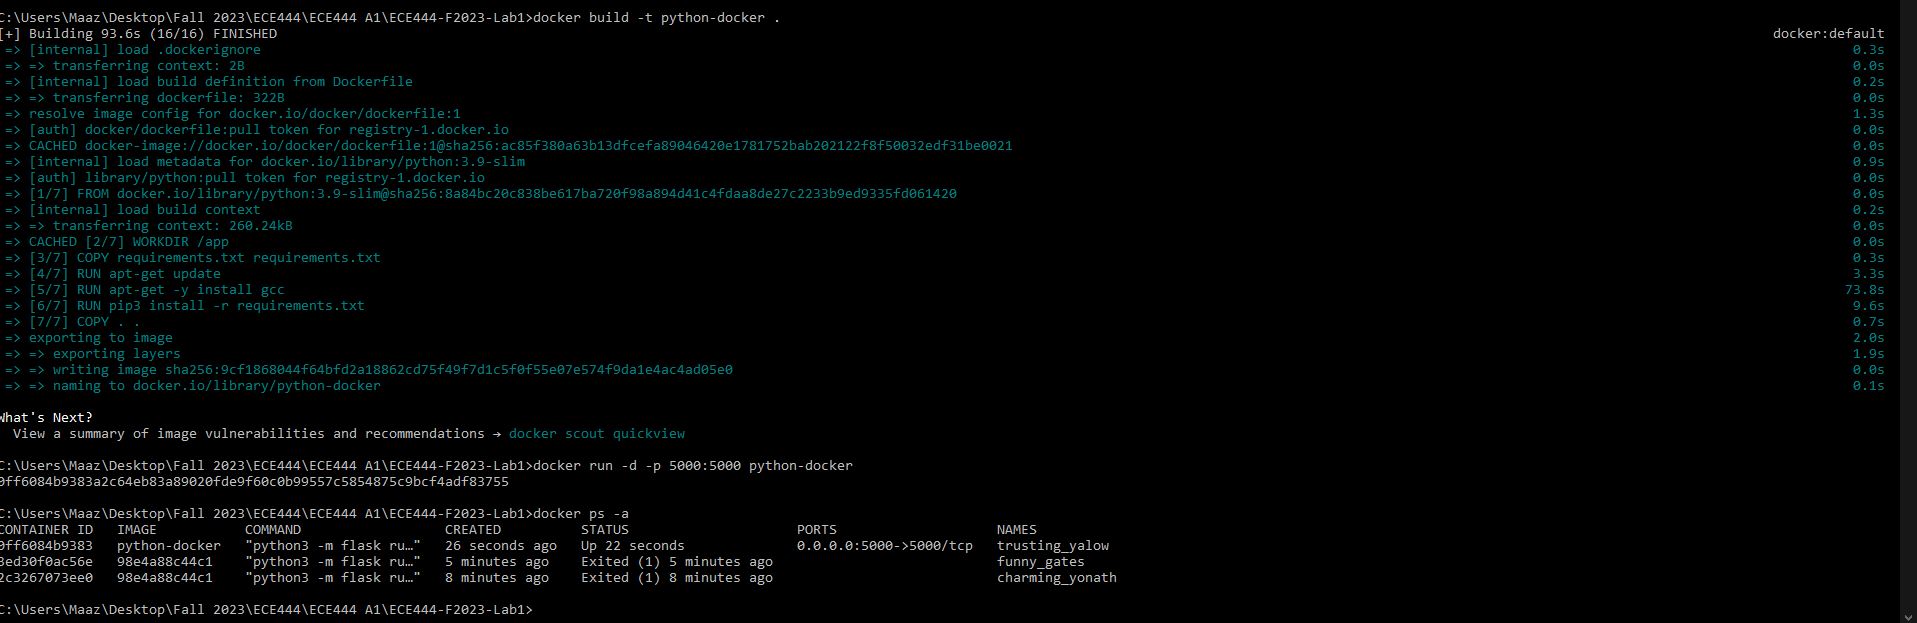 C:\Users\Maaz\Desktop\Fall 2023\ECE444\ECE444 A1\ECE444-F2023-Lab1>docker build -t python-docker .
[+] Building 93.6s (16/16) FINISHED docker:default
=> [internal] load .dockerignore 0.3s
=> => transferring context: 2B 0.0s
=> [internal] load build definition from Dockerfile 0.2s
=> => transferring dockerfile: 322B 0.0s
=> resolve image config for docker.io/docker/dockerfile:1 1.3s
=> [auth] docker/dockerfile:pull token for registry-1.docker.io 0.0s
=> CACHED docker-image://docker.io/docker/dockerfile:1@sha256:ac85f380a63b13dfcefa89046420e1781752bab202122f8f50032edf31be0021 0.0s
=> [internal] load metadata for docker.io/library/python:3.9-slim 0.9s
=> [auth] library/python:pull token for registry-1.docker.io 0.0s
=> [1/7] FROM docker.io/library/python:3.9-slim@sha256:8a84bc20c838be617ba720f98a894d41c4fdaa8de27c2233b9ed9335fd061420 0.0s
=> [internal] load build context 0.2s
=> => transferring context: 260.24kB 0.0s
=> CACHED [2/7] WORKDIR /app 0.0s
=> [3/7] COPY requirements.txt requirements.txt 0.3s
=> [4/7] RUN apt-get update 3.3s
=> [5/7] RUN apt-get -y install gcc 73.8s
=> [6/7] RUN pip3 install -r requirements.txt 9.6s
=> [7/7] COPY . . 0.7s
=> exporting to image 2.0s
=> => exporting layers 1.9s
=> => writing image sha256:9cf1868044f64bfd2a18862cd75f49f7d1c5f0f55e07e574f9da1e4ac4ad05e0 0.0s
=> => naming to docker.io/library/python-docker 0.1s
What's Next?
View a summary of image vulnerabilities and recommendations → docker scout quickview
C:\Users\Maaz\Desktop\Fall 2023\ECE444\ECE444 A1\ECE444-F2023-Lab1>docker run -d -p 5000:5000 python-docker
0ff6084b9383a2c64eb83a89020fde9f60c0b99557c5854875c9bcf4adf83755
C:\Users\Maaz\Desktop\Fall 2023\ECE444\ECE444 A1\ECE444-F2023-Lab1>docker ps -a
CONTAINER ID IMAGE COMMAND CREATED STATUS PORTS NAMES
0ff6084b9383 python-docker "python3 -m flask ru…" 26 seconds ago Up 22 seconds 0.0.0.0:5000->5000/tcp trusting_yalow
3ed30f0ac56e 98e4a88c44c1 "python3 -m flask ru…" 5 minutes ago Exited (1) 5 minutes ago funny_gates
2c3267073ee0 98e4a88c44c1 "python3 -m flask ru…" 8 minutes ago Exited (1) 8 minutes ago charming_yonath
C:\Users\Maaz\Desktop\Fall 2023\ECE444\ECE444 A1\ECE444-F2023-Lab1>